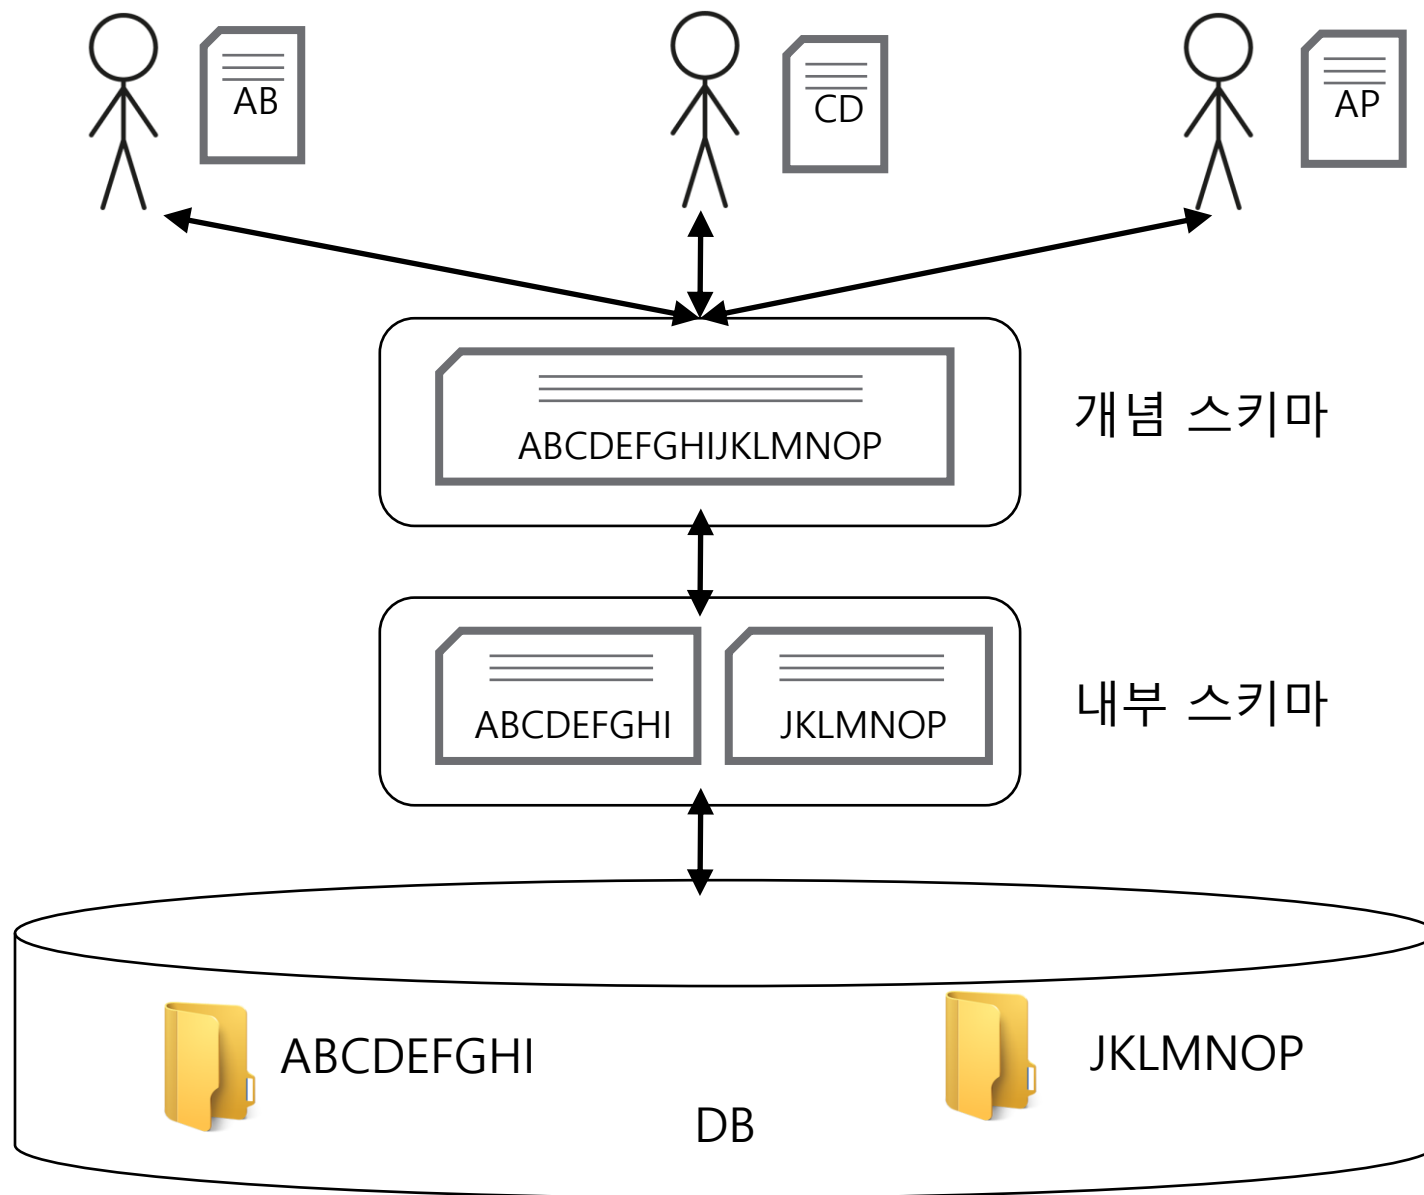 AB
CD
AP
ABCDEFGHIJKLMNOP
개념 스키마
ABCDEFGHI
JKLMNOP
내부 스키마
ABCDEFGHI
JKLMNOP
DB